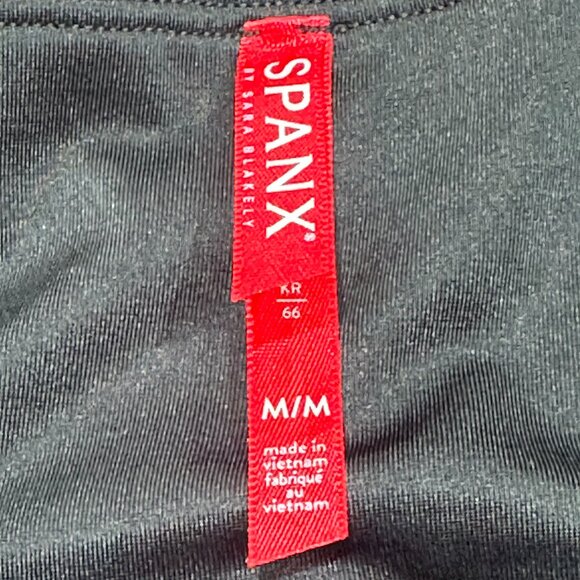 SPANX®
BY SARA BLAKELY
KR
66
M/M
made in
vietnam
fabriqué
au
vietnam